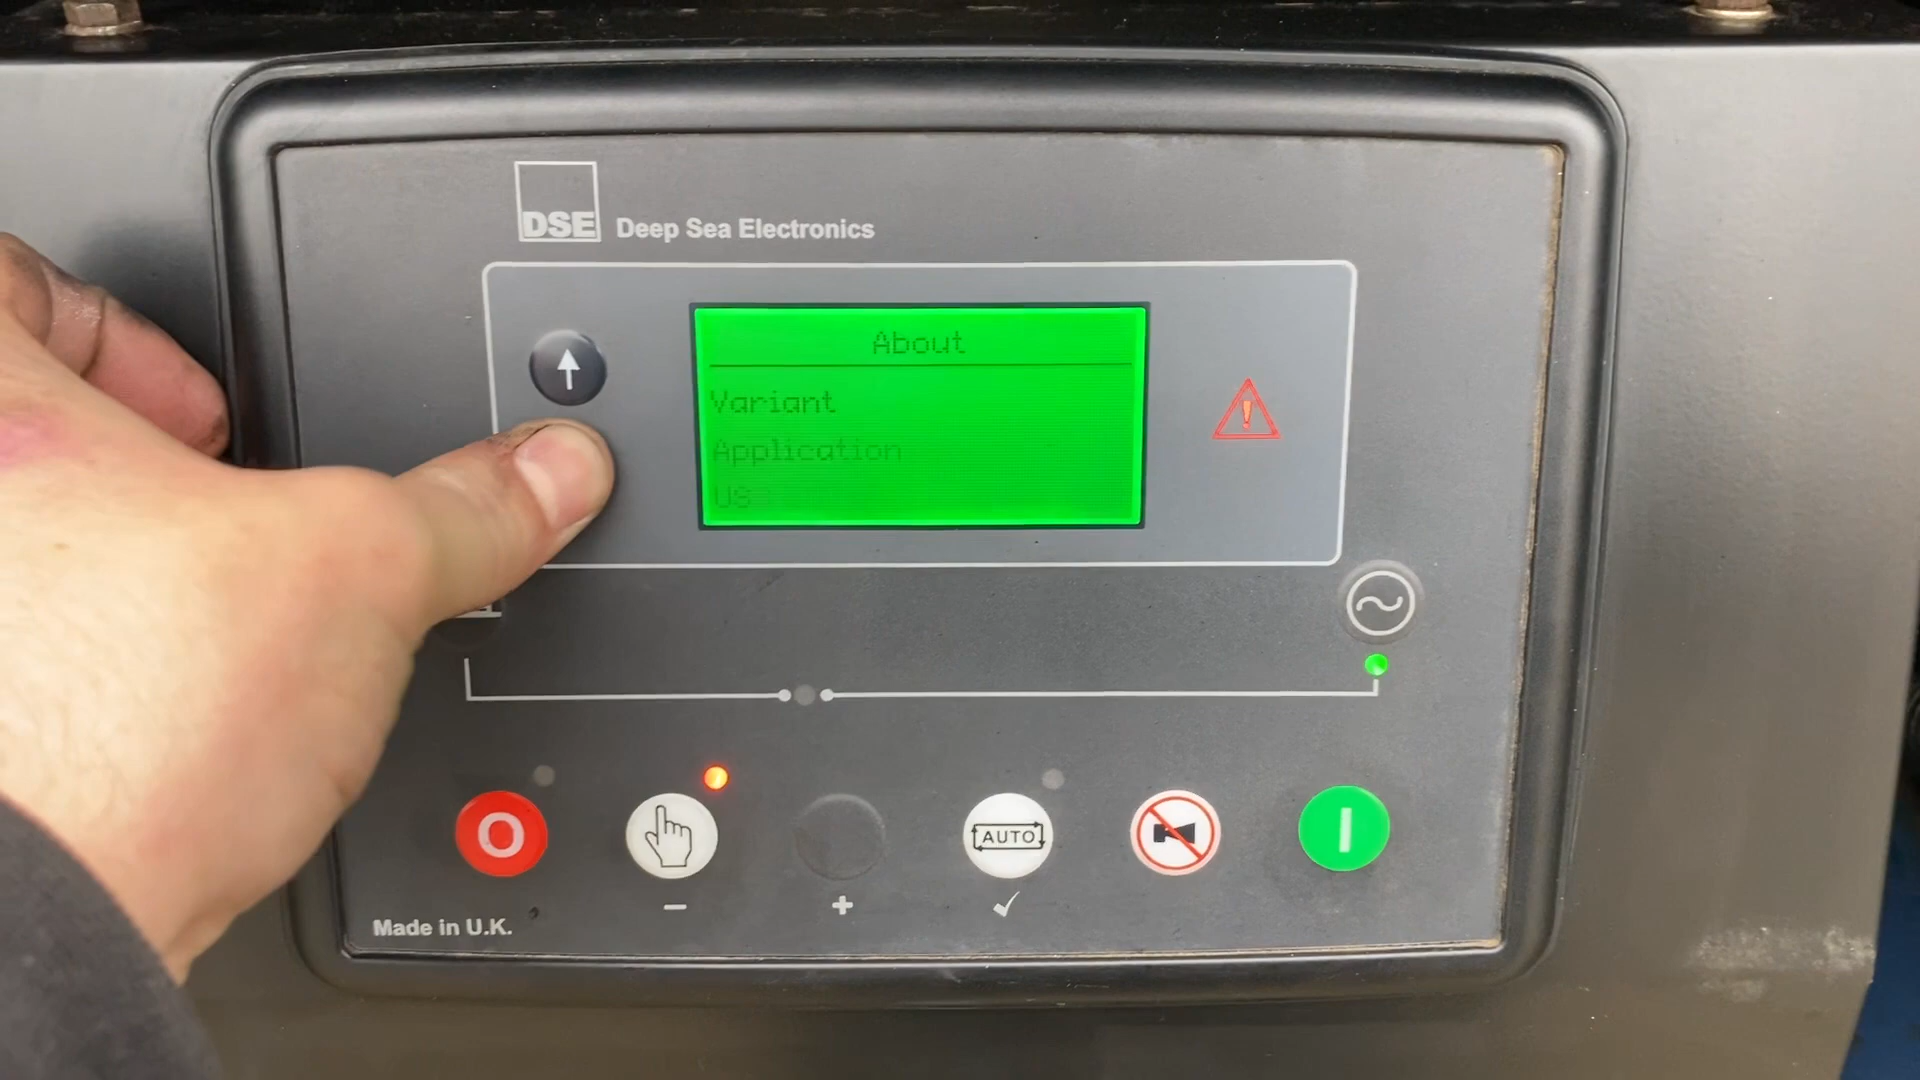 DSE Deep Sea Electronics
About
Variant
Application
O
AUTO
I
- + ✓
Made in U.K.